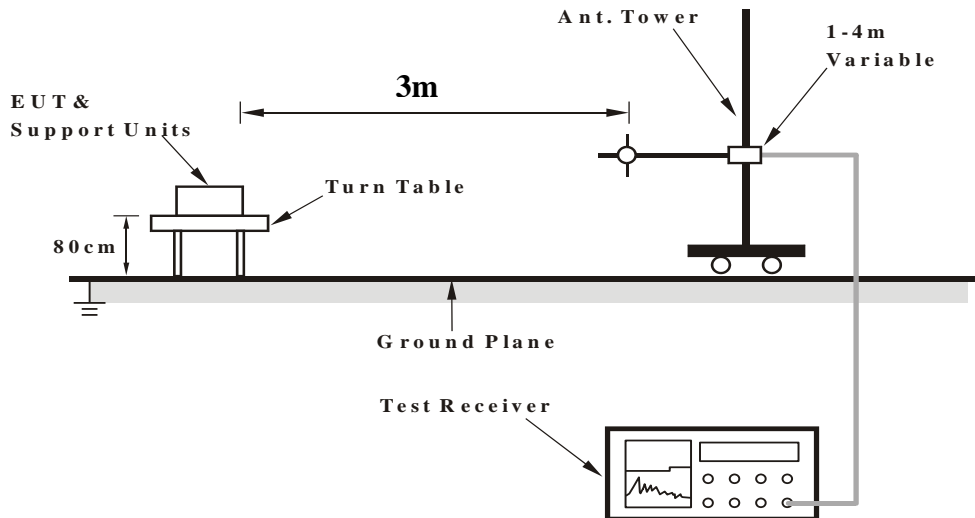 Ant. Tower
1-4m
Variable
3m
EUT &
Support Units
Turn Table
80cm
Ground Plane
Test Receiver